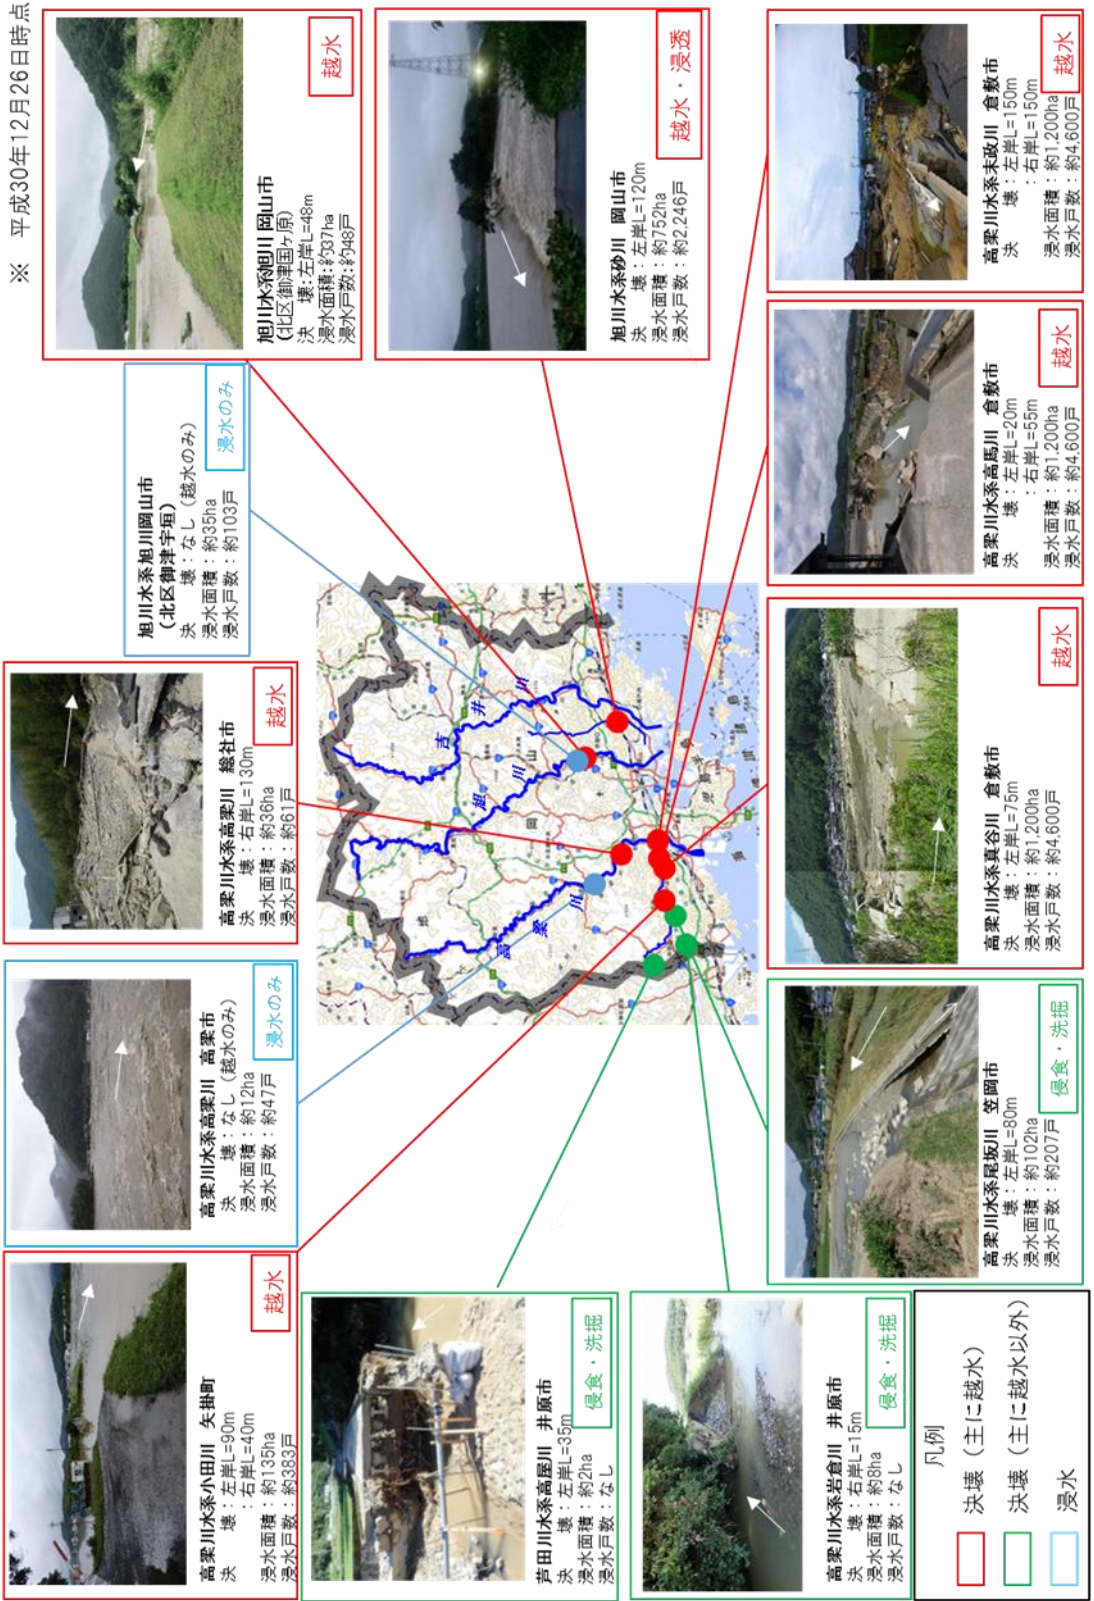 ※　平成30年12月26日時点
高梁川水系小田川　矢掛町
決　　壊：左岸L=90m
：右岸L=40m
浸水面積：約135ha
浸水戸数：約383戸
越水
高梁川水系高梁川　高梁市
決　　壊：なし（越水のみ）
浸水面積：約12ha
浸水戸数：約47戸
浸水のみ
高梁川水系高梁川　総社市
決　　壊：右岸L=130m
浸水面積：約36ha
浸水戸数：約61戸
越水
旭川水系旭川岡山市
（北区御津宇垣）
決　　壊：なし（越水のみ）
浸水面積：約35ha
浸水戸数：約103戸
浸水のみ
旭川水系旭川 岡山市
（北区御津国ヶ原）
決　　壊：左岸L=48m
浸水面積：約37ha
浸水戸数：約48戸
越水
芦田川水系高屋川　井原市
決　　壊：左岸L=35m
浸水面積：約2ha
浸水戸数：なし
侵食・洗掘
旭川水系砂川　岡山市
決　　壊：左岸L=120m
浸水面積：約752ha
浸水戸数：約2,246戸
越水・浸透
吉井川
旭川
高梁川
岡山
高梁川水系岩倉川　井原市
決　　壊：右岸L=15m
浸水面積：約8ha
浸水戸数：なし
侵食・洗掘
高梁川水系尾坂川　笠岡市
決　　壊：左岸L=80m
浸水面積：約102ha
浸水戸数：約207戸
侵食・洗掘
高梁川水系真谷川　倉敷市
決　　壊：左岸L=75m
浸水面積：約1,200ha
浸水戸数：約4,600戸
越水
高梁川水系高馬川　倉敷市
決　　壊：左岸L=20m
：右岸L=55m
浸水面積：約1,200ha
浸水戸数：約4,600戸
越水
高梁川水系末政川　倉敷市
決　　壊：左岸L=150m
：右岸L=150m
浸水面積：約1,200ha
浸水戸数：約4,600戸
越水
凡例
決壊（主に越水）
決壊（主に越水以外）
浸水